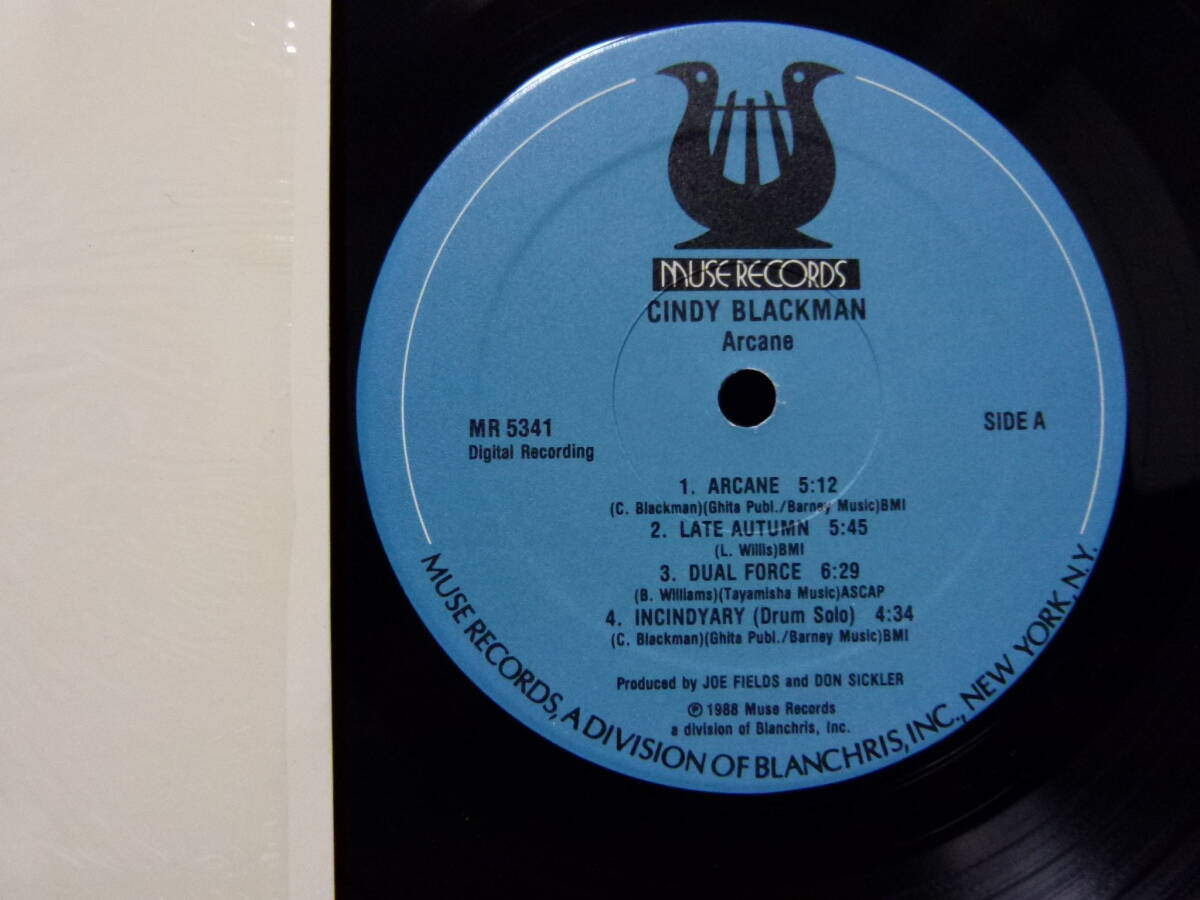 MUSE RECORDS
CINDY BLACKMAN
Arcane
MR 5341
Digital Recording
SIDE A
1. ARCANE 5:12
(C. Blackman)(Ghita Publ./Barney Music)BMI
2. LATE AUTUMN 5:45
(L. Willis)BMI
3. DUAL FORCE 6:29
(B. Williams)(Tayamisha Music)ASCAP
4. INCINDYARY (Drum Solo) 4:34
(C. Blackman)(Ghita Publ./Barney Music)BMI
Produced by JOE FIELDS and DON SICKLER
℗ 1988 Muse Records
a division of Blanchris, Inc.
MUSE RECORDS, A DIVISION OF BLANCHRIS, INC., NEW YORK, N.Y.